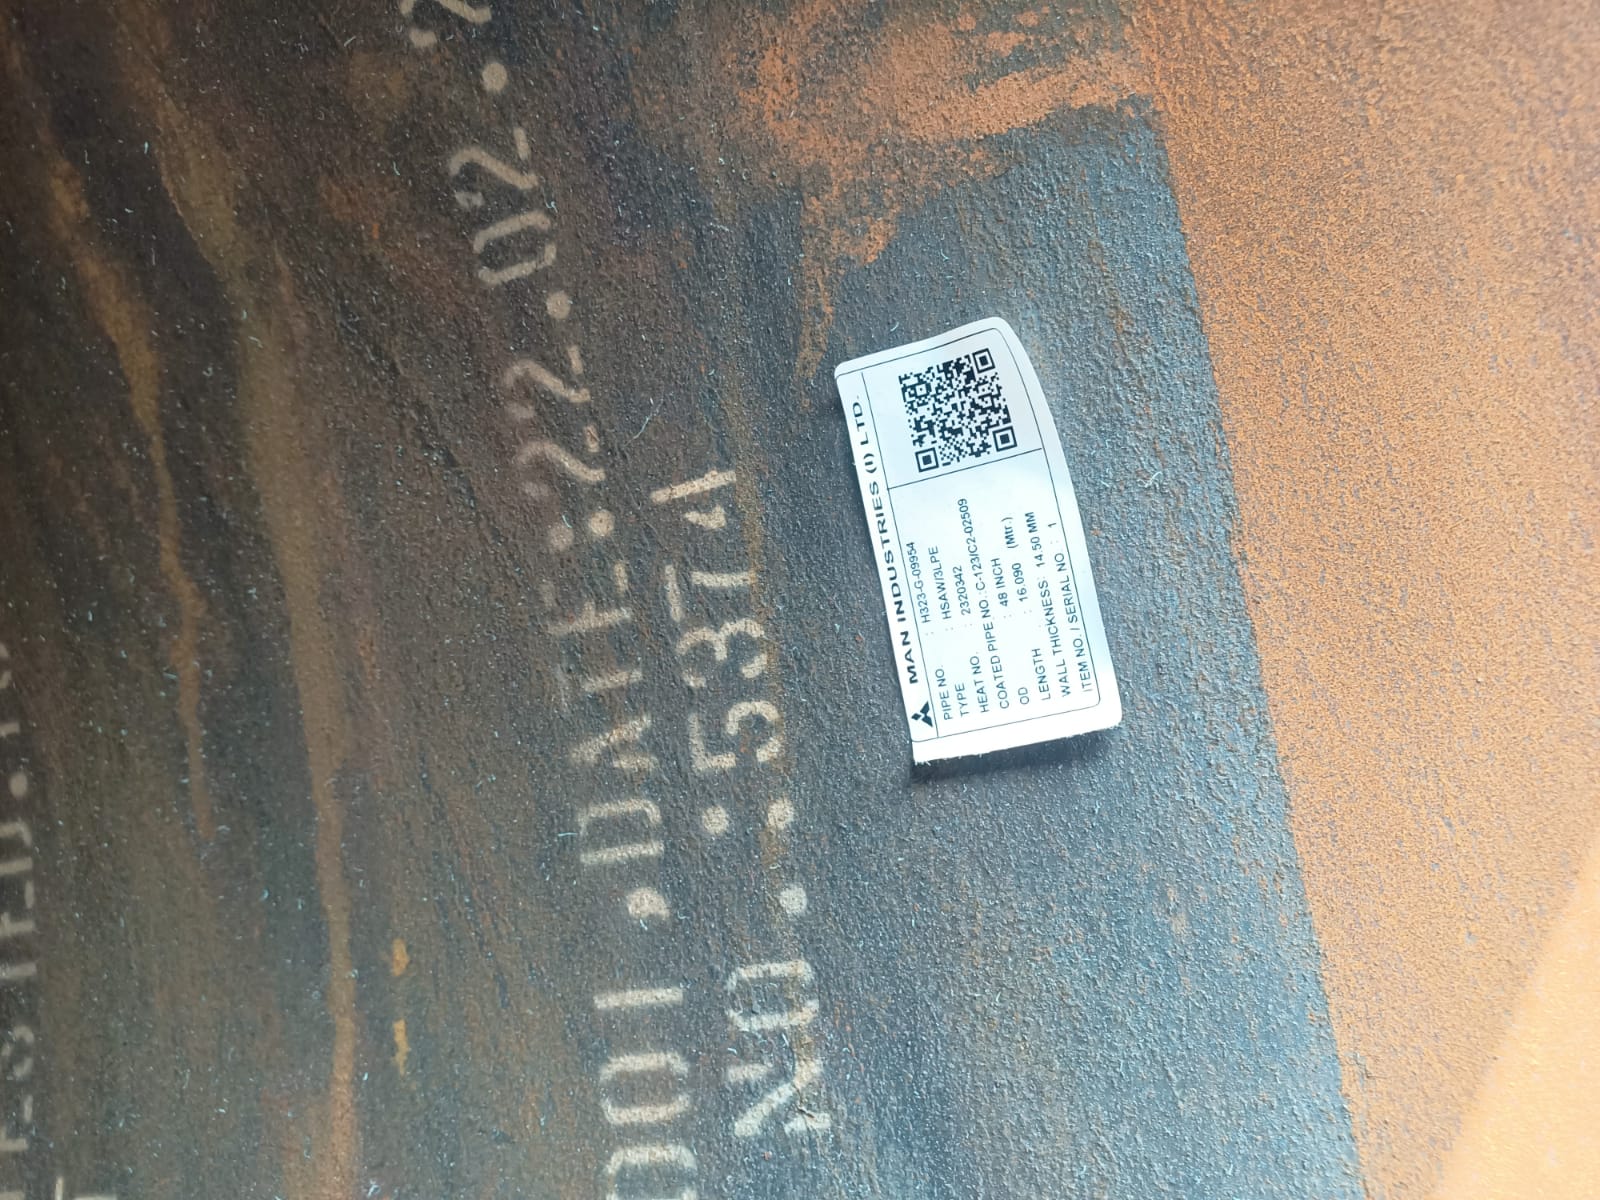 MAN INDUSTRIES (I) LTD.
PIPE NO. : H323-G-09954
TYPE : HSAW/3LPE
HEAT NO. : 2320342
COATED PIPE NO.:C-123/C2-02509
OD : 48 INCH
LENGTH : 16.090 (Mtr.)
WALL THICKNESS: 14.50 MM
ITEM NO. / SERIAL NO : 1
NO. :5371
001,DATE:22.02.2